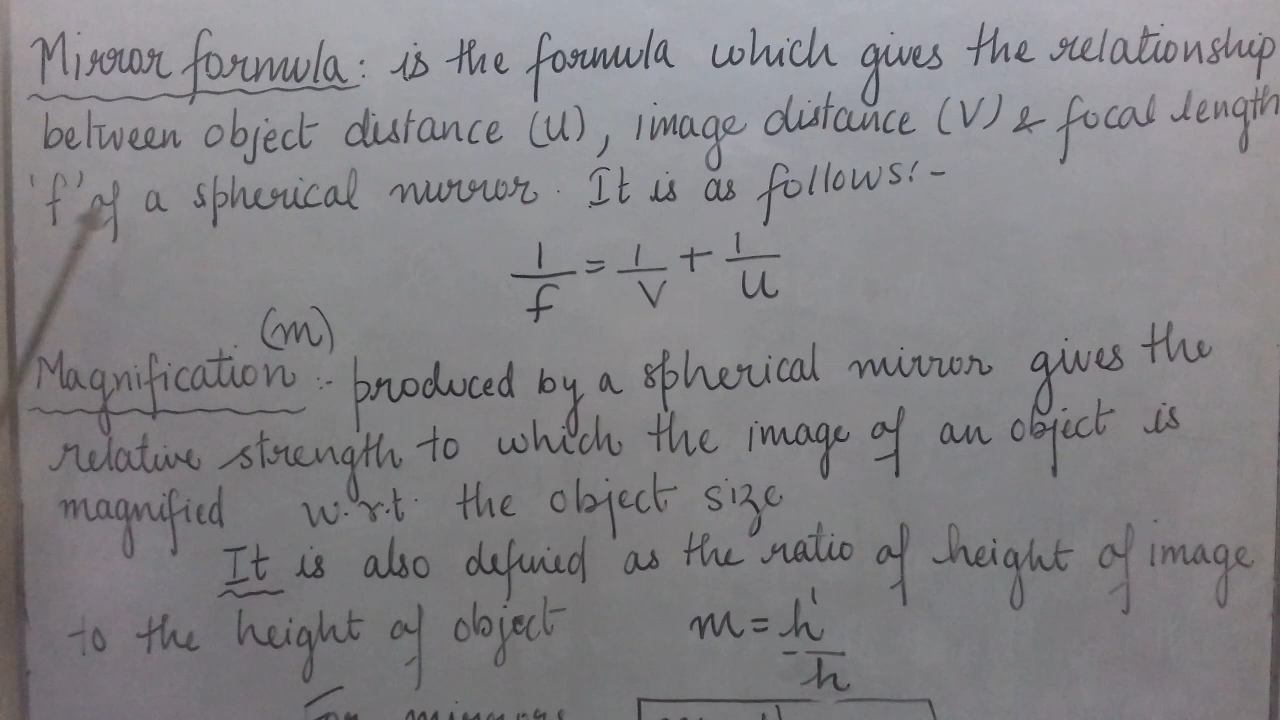 Mirror formula: is the formula which gives the relationship
between object distance (u), image distance (V) & focal length
'f' of a spherical mirror. It is as follows:-
1/f = 1/V + 1/u
(m)
Magnification :- produced by a spherical mirror gives the
relative strength to which the image of an object is
magnified w.r.t. the object size
It is also defined as the ratio of height of image
to the height of object m = h'/h
For mirrors